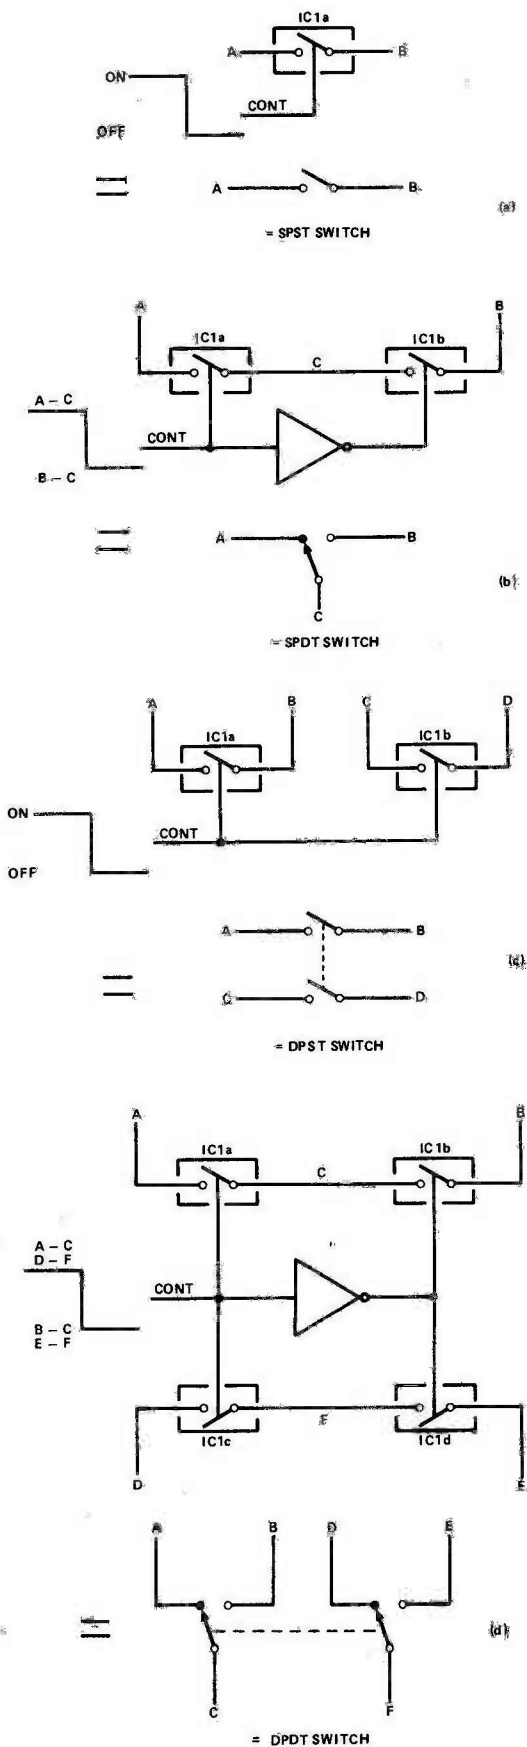 IC1a
A B
ON
CONT
OFF
A B
(a)
= SPST SWITCH
A B
IC1a IC1b
C
A – C
CONT
B – C
A B
(b)
C
= SPDT SWITCH
A B C D
IC1a IC1b
ON
CONT
OFF
A B
(c)
C D
= DPST SWITCH
A B
IC1a IC1b
C
A – C
D – F
CONT
B – C
E – F
F
IC1c IC1d
D E
A B D E
(d)
C F
= DPDT SWITCH